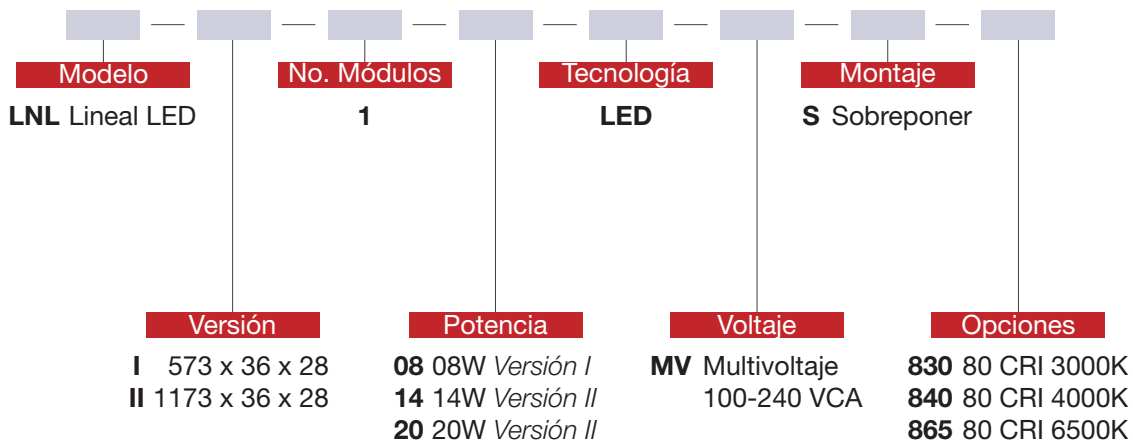 Modelo
No. Módulos
Tecnología
Montaje
LNL Lineal LED
1
LED
S Sobreponer
Versión
Potencia
Voltaje
Opciones
I 573 x 36 x 28
II 1173 x 36 x 28
08 08W Versión I
14 14W Versión II
20 20W Versión II
MV Multivoltaje
100-240 VCA
830 80 CRI 3000K
840 80 CRI 4000K
865 80 CRI 6500K